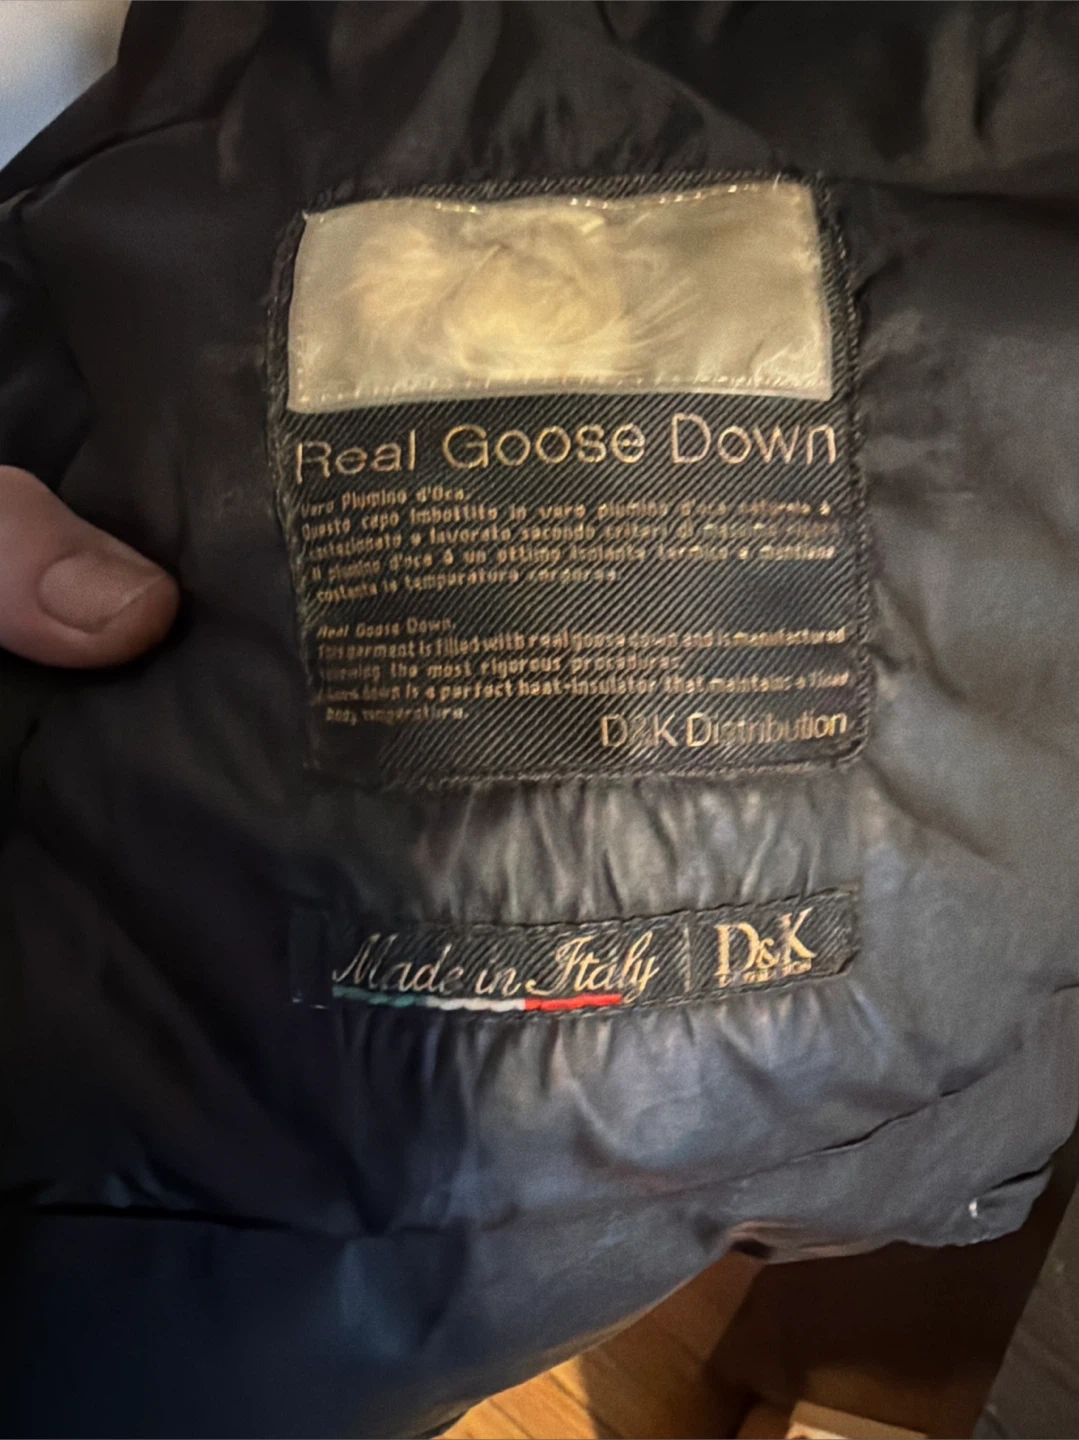 Real Goose Down
Vero Piumino d'Oca.
Questo capo imbottito in vero piumino d'oca
e lavorato secondo
piumino d'oca è un ottimo isolante termico e mantiene
costante la temperatura corporea.
Real Goose Down.
This garment is filled with real goose down and is manufactured
the most rigorous procedures.
down is a perfect heat-insulator that maintains a fixed
body temperature.
D&K Distribution
Made in Italy D&K